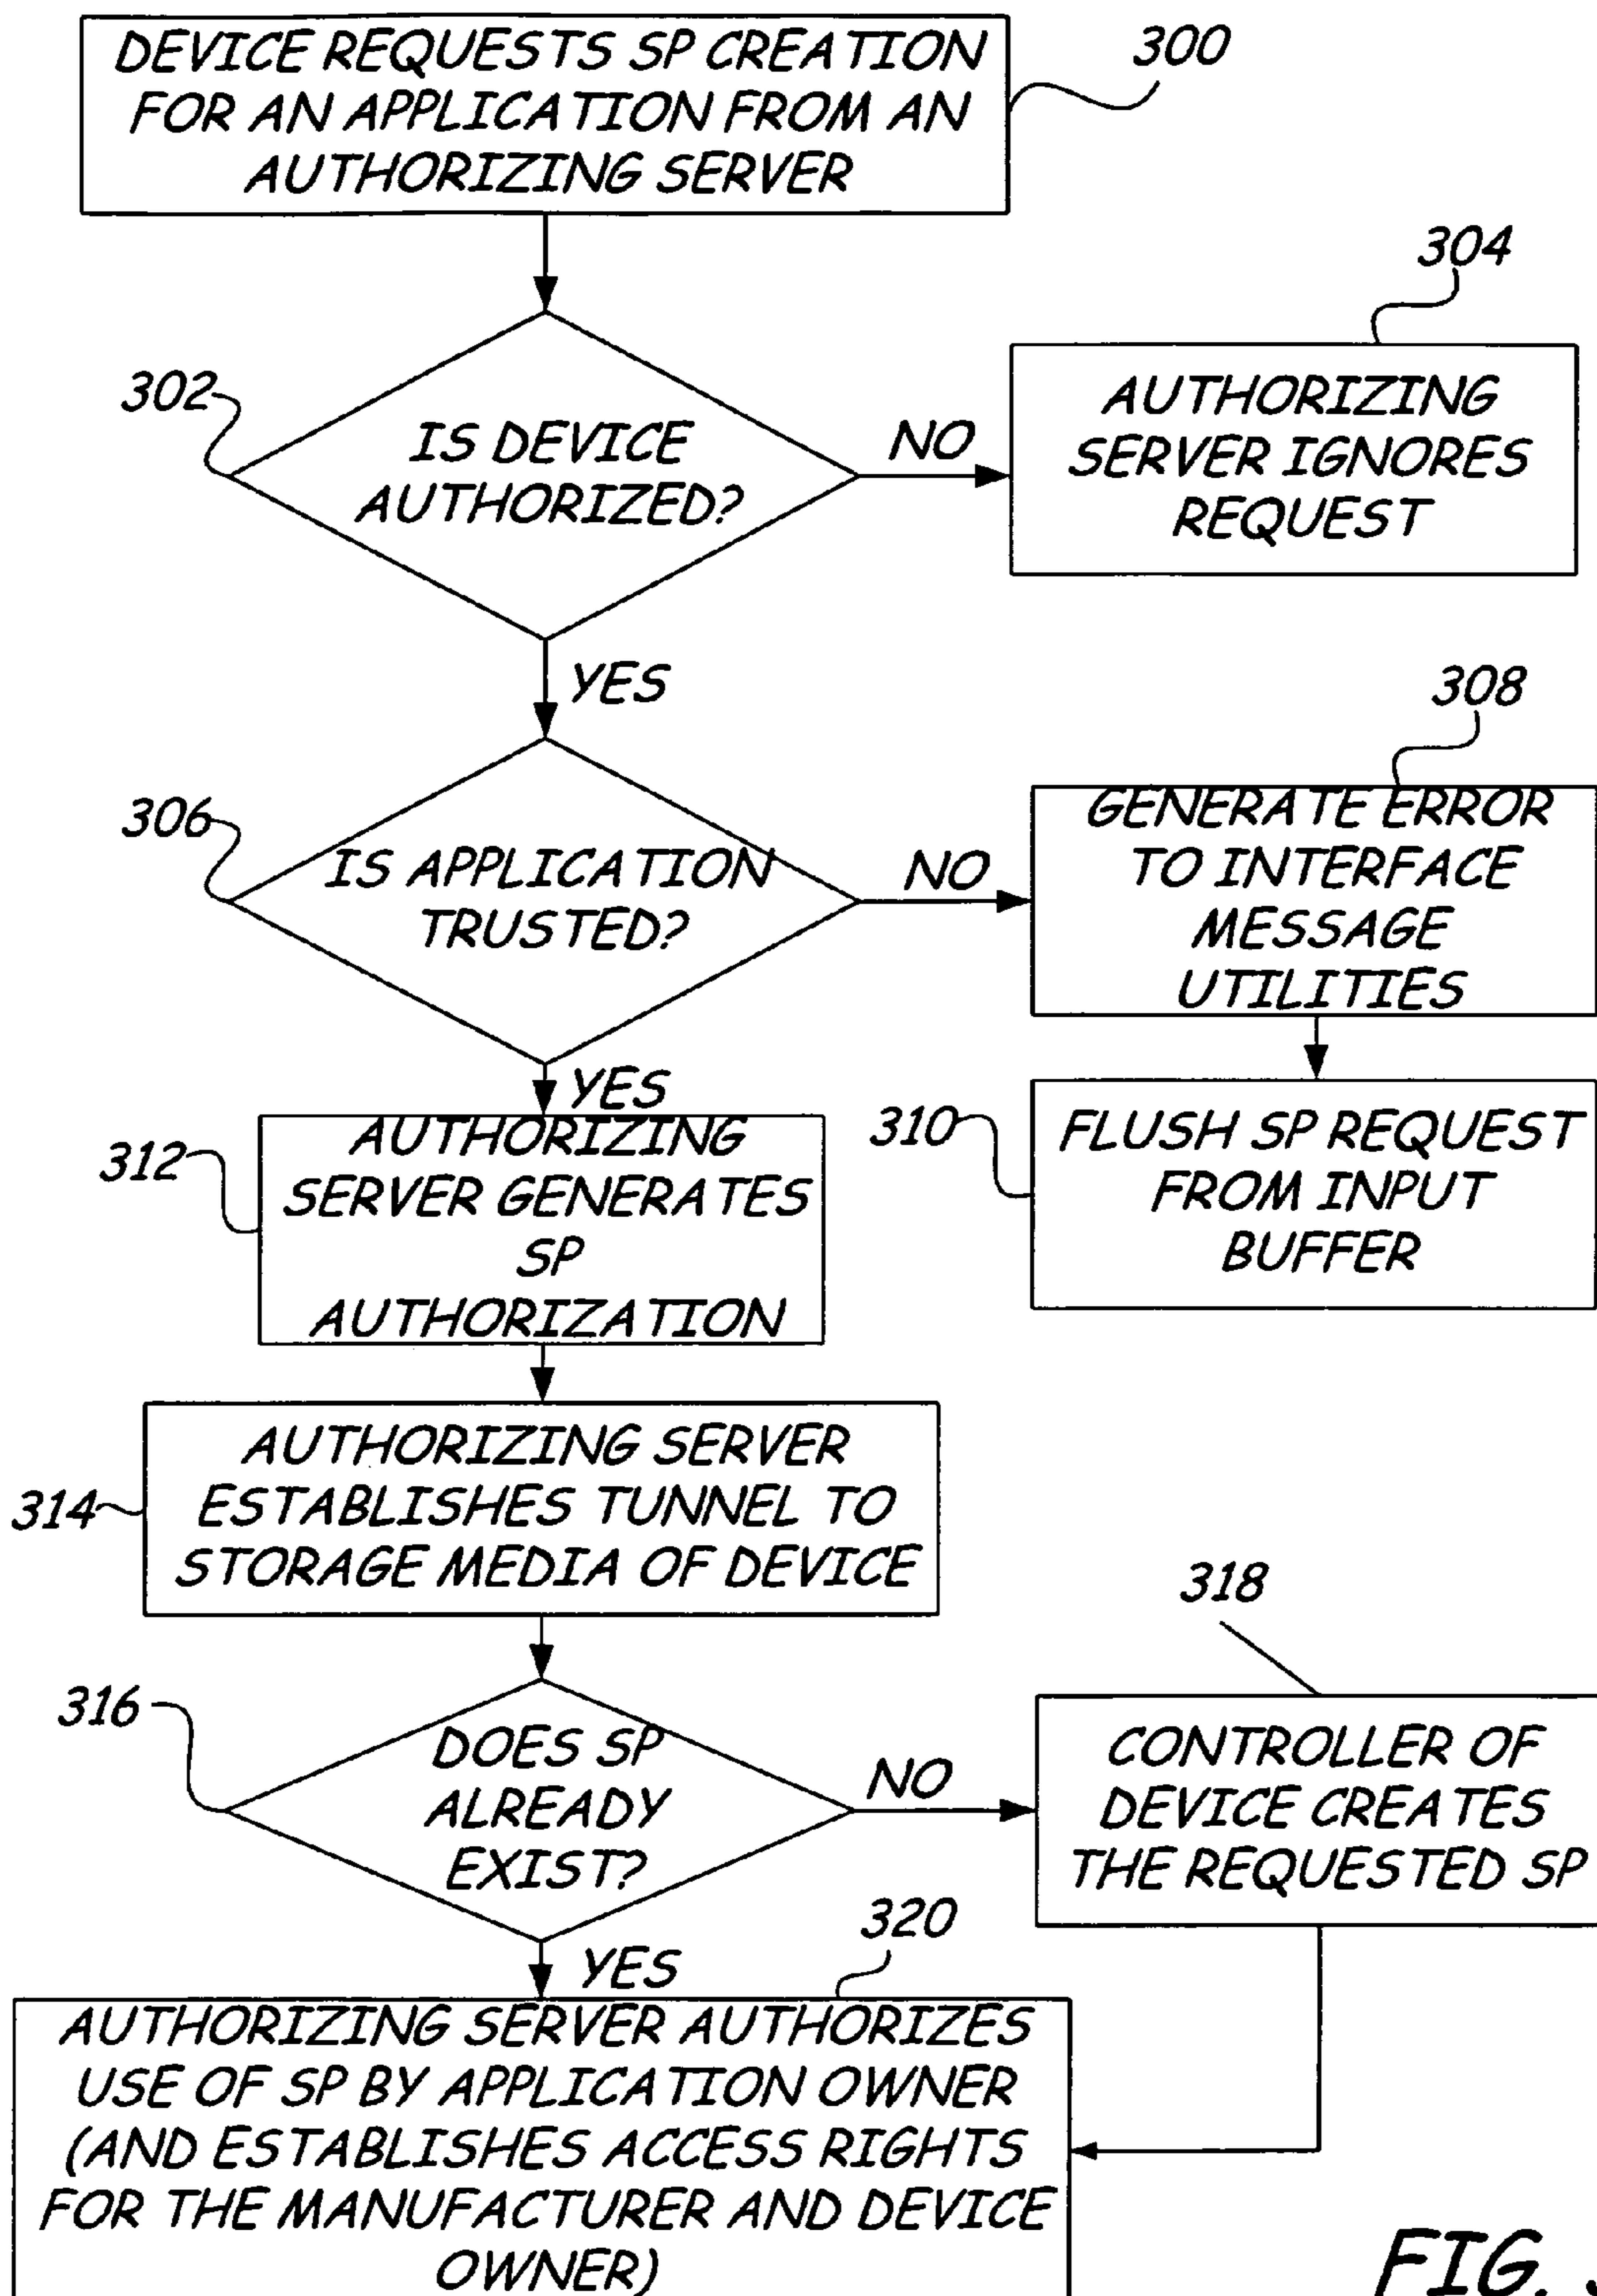 DEVICE REQUESTS SP CREATION
FOR AN APPLICATION FROM AN
AUTHORIZING SERVER
300
304
302
IS DEVICE
AUTHORIZED?
NO
AUTHORIZING
SERVER IGNORES
REQUEST
YES
308
306
IS APPLICATION
TRUSTED?
NO
GENERATE ERROR
TO INTERFACE
MESSAGE
UTILITIES
YES
312
AUTHORIZING
SERVER GENERATES
SP
AUTHORIZATION
310
FLUSH SP REQUEST
FROM INPUT
BUFFER
314
AUTHORIZING SERVER
ESTABLISHES TUNNEL TO
STORAGE MEDIA OF DEVICE
318
316
DOES SP
ALREADY
EXIST?
NO
CONTROLLER OF
DEVICE CREATES
THE REQUESTED SP
320
YES
AUTHORIZING SERVER AUTHORIZES
USE OF SP BY APPLICATION OWNER
(AND ESTABLISHES ACCESS RIGHTS
FOR THE MANUFACTURER AND DEVICE
OWNER)
FIG.